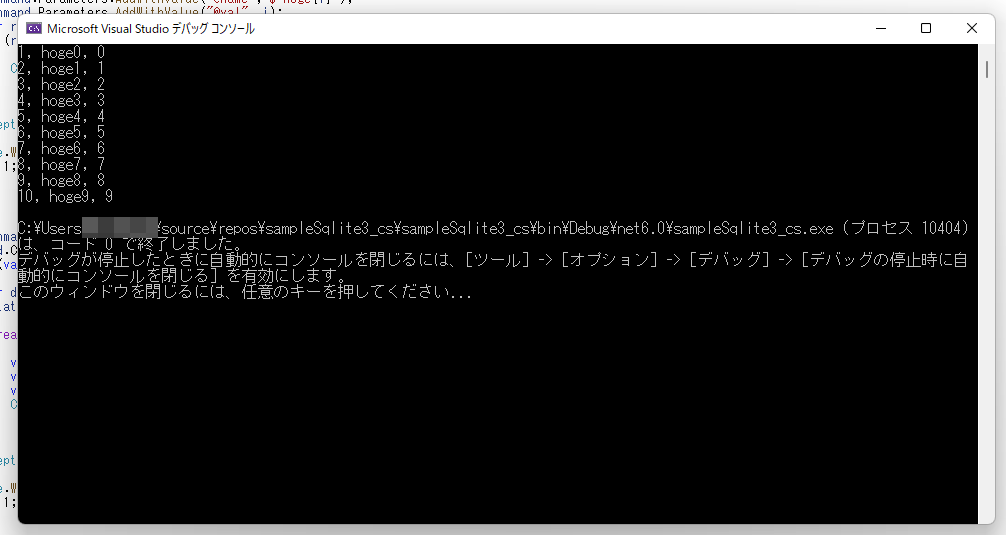 mmand.Parameters.AddWithValue("@val", i);
Microsoft Visual Studio デバッグ コンソール
1, hoge0, 0
2, hoge1, 1
3, hoge2, 2
4, hoge3, 3
5, hoge4, 4
6, hoge5, 5
7, hoge6, 6
8, hoge7, 7
9, hoge8, 8
10, hoge9, 9
C:¥Users¥source¥repos¥sampleSqlite3_cs¥sampleSqlite3_cs¥bin¥Debug¥net6.0¥sampleSqlite3_cs.exe (プロセス 10404)
は、コード 0 で終了しました。
デバッグが停止したときに自動的にコンソールを閉じるには、[ツール] -> [オプション] -> [デバッグ] -> [デバッグの停止時に自
動的にコンソールを閉じる] を有効にします。
このウィンドウを閉じるには、任意のキーを押してください...